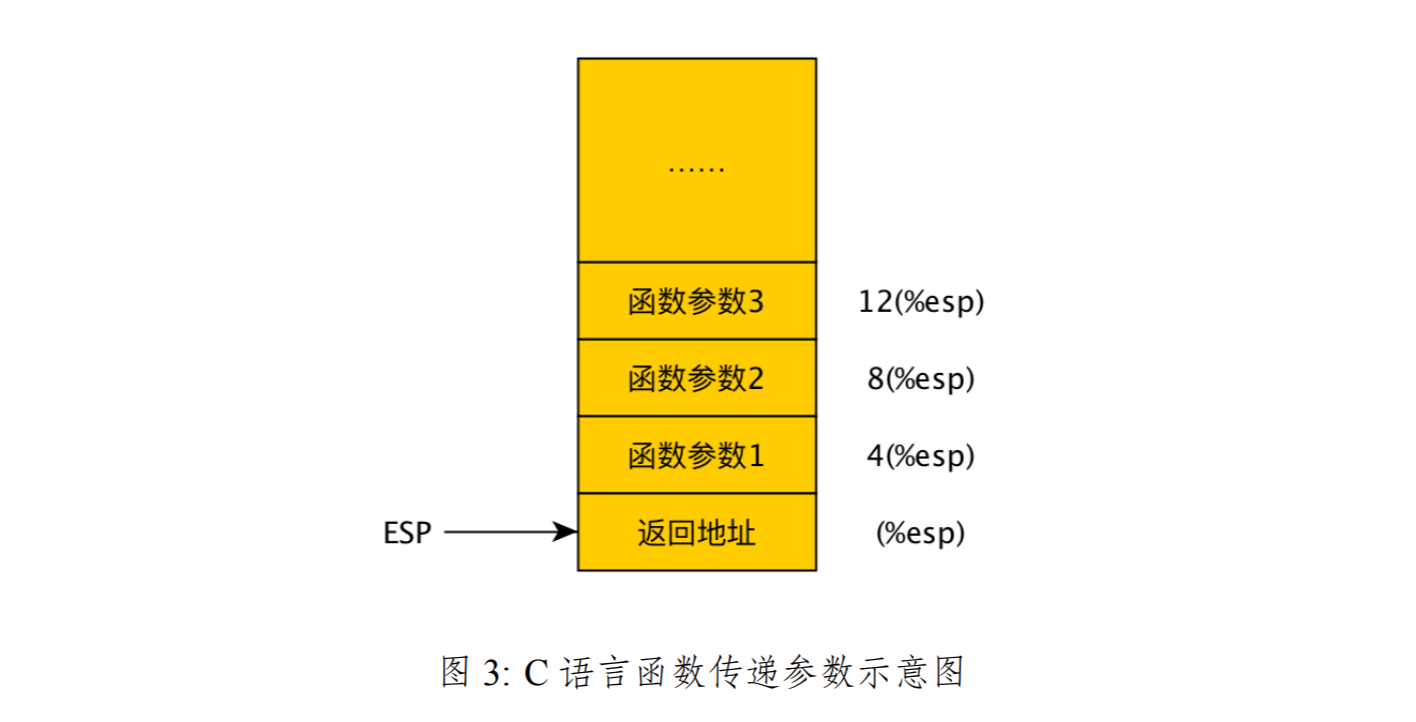 ……
函数参数3 12(%esp)
函数参数2 8(%esp)
函数参数1 4(%esp)
ESP 返回地址 (%esp)
图 3: C 语言函数传递参数示意图